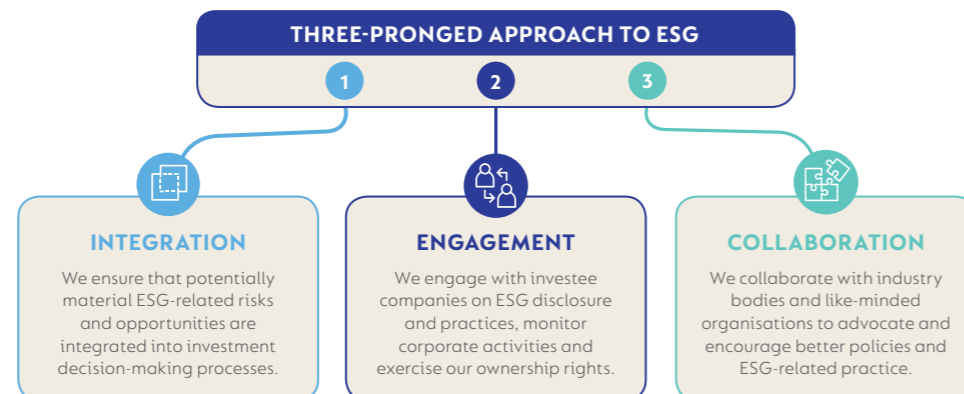 THREE-PRONGED APPROACH TO ESG
1
2
3
INTEGRATION
We ensure that potentially
material ESG-related risks
and opportunities are
integrated into investment
decision-making processes.
ENGAGEMENT
We engage with investee
companies on ESG disclosure
and practices, monitor
corporate activities and
exercise our ownership rights.
COLLABORATION
We collaborate with industry
bodies and like-minded
organisations to advocate and
encourage better policies and
ESG-related practice.